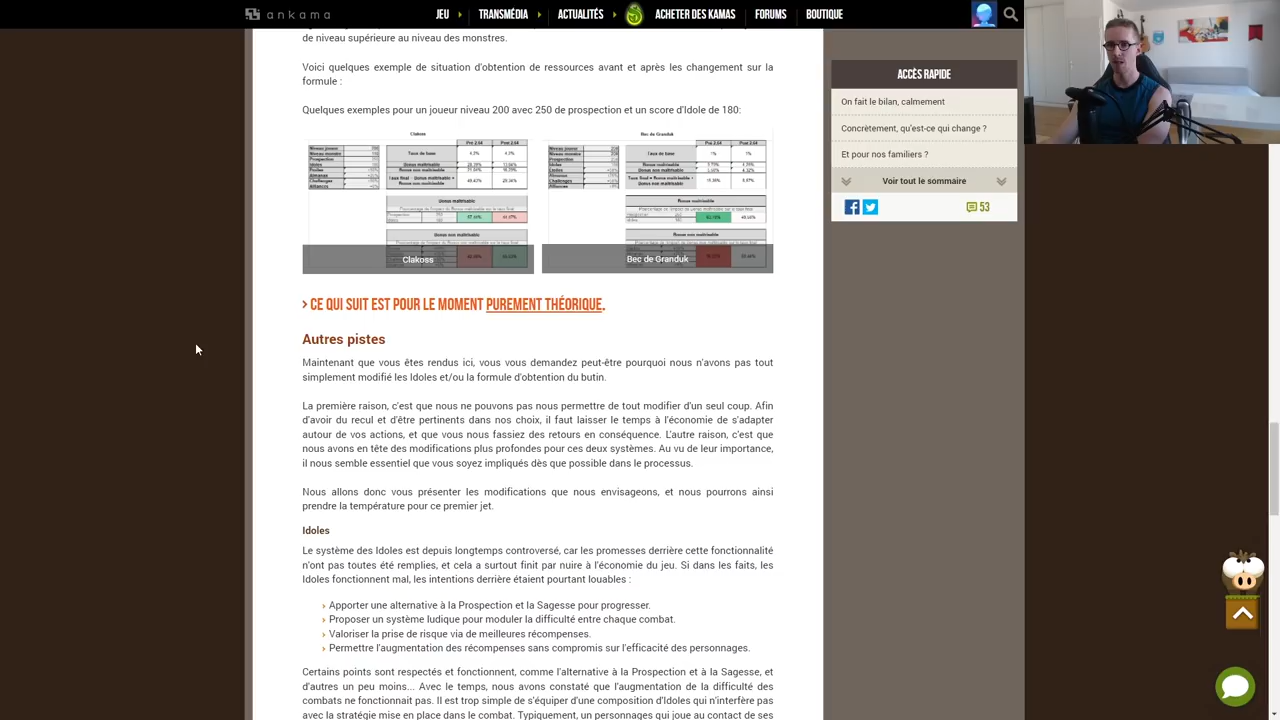 ankama
JEU
TRANSMÉDIA
ACTUALITÉS
ACHETER DES KAMAS
FORUMS
BOUTIQUE
de niveau supérieure au niveau des monstres.
Voici quelques exemple de situation d'obtention de ressources avant et après les changement sur la
formule :
Quelques exemples pour un joueur niveau 200 avec 250 de prospection et un score d'Idole de 180:
Clakoss
Bec de Granduk
Clakoss
Bec de Granduk
CE QUI SUIT EST POUR LE MOMENT PUREMENT THÉORIQUE.
Autres pistes
Maintenant que vous êtes rendus ici, vous vous demandez peut-être pourquoi nous n'avons pas tout
simplement modifié les Idoles et/ou la formule d'obtention du butin.
La première raison, c'est que nous ne pouvons pas nous permettre de tout modifier d'un seul coup. Afin
d'avoir du recul et d'être pertinents dans nos choix, il faut laisser le temps à l'économie de s'adapter
autour de vos actions, et que vous nous fassiez des retours en conséquence. L'autre raison, c'est que
nous avons en tête des modifications plus profondes pour ces deux systèmes. Au vu de leur importance,
il nous semble essentiel que vous soyez impliqués dès que possible dans le processus.
Nous allons donc vous présenter les modifications que nous envisageons, et nous pourrons ainsi
prendre la température pour ce premier jet.
Idoles
Le système des Idoles est depuis longtemps controversé, car les promesses derrière cette fonctionnalité
n'ont pas toutes été remplies, et cela a surtout finit par nuire à l'économie du jeu. Si dans les faits, les
Idoles fonctionnent mal, les intentions derrière étaient pourtant louables :
Apporter une alternative à la Prospection et la Sagesse pour progresser.
Proposer un système ludique pour moduler la difficulté entre chaque combat.
Valoriser la prise de risque via de meilleures récompenses.
Permettre l'augmentation des récompenses sans compromis sur l'efficacité des personnages.
Certains points sont respectés et fonctionnent, comme l'alternative à la Prospection et à la Sagesse, et
d'autres un peu moins... Avec le temps, nous avons constaté que l'augmentation de la difficulté des
combats ne fonctionnait pas. Il est trop simple de s'équiper d'une composition d'Idoles qui n'interfère pas
avec la stratégie mise en place dans le combat. Typiquement, un personnages qui joue au contact de ses
ACCÈS RAPIDE
On fait le bilan, calmement
Concrètement, qu'est-ce qui change ?
Et pour nos familiers ?
Voir tout le sommaire
53